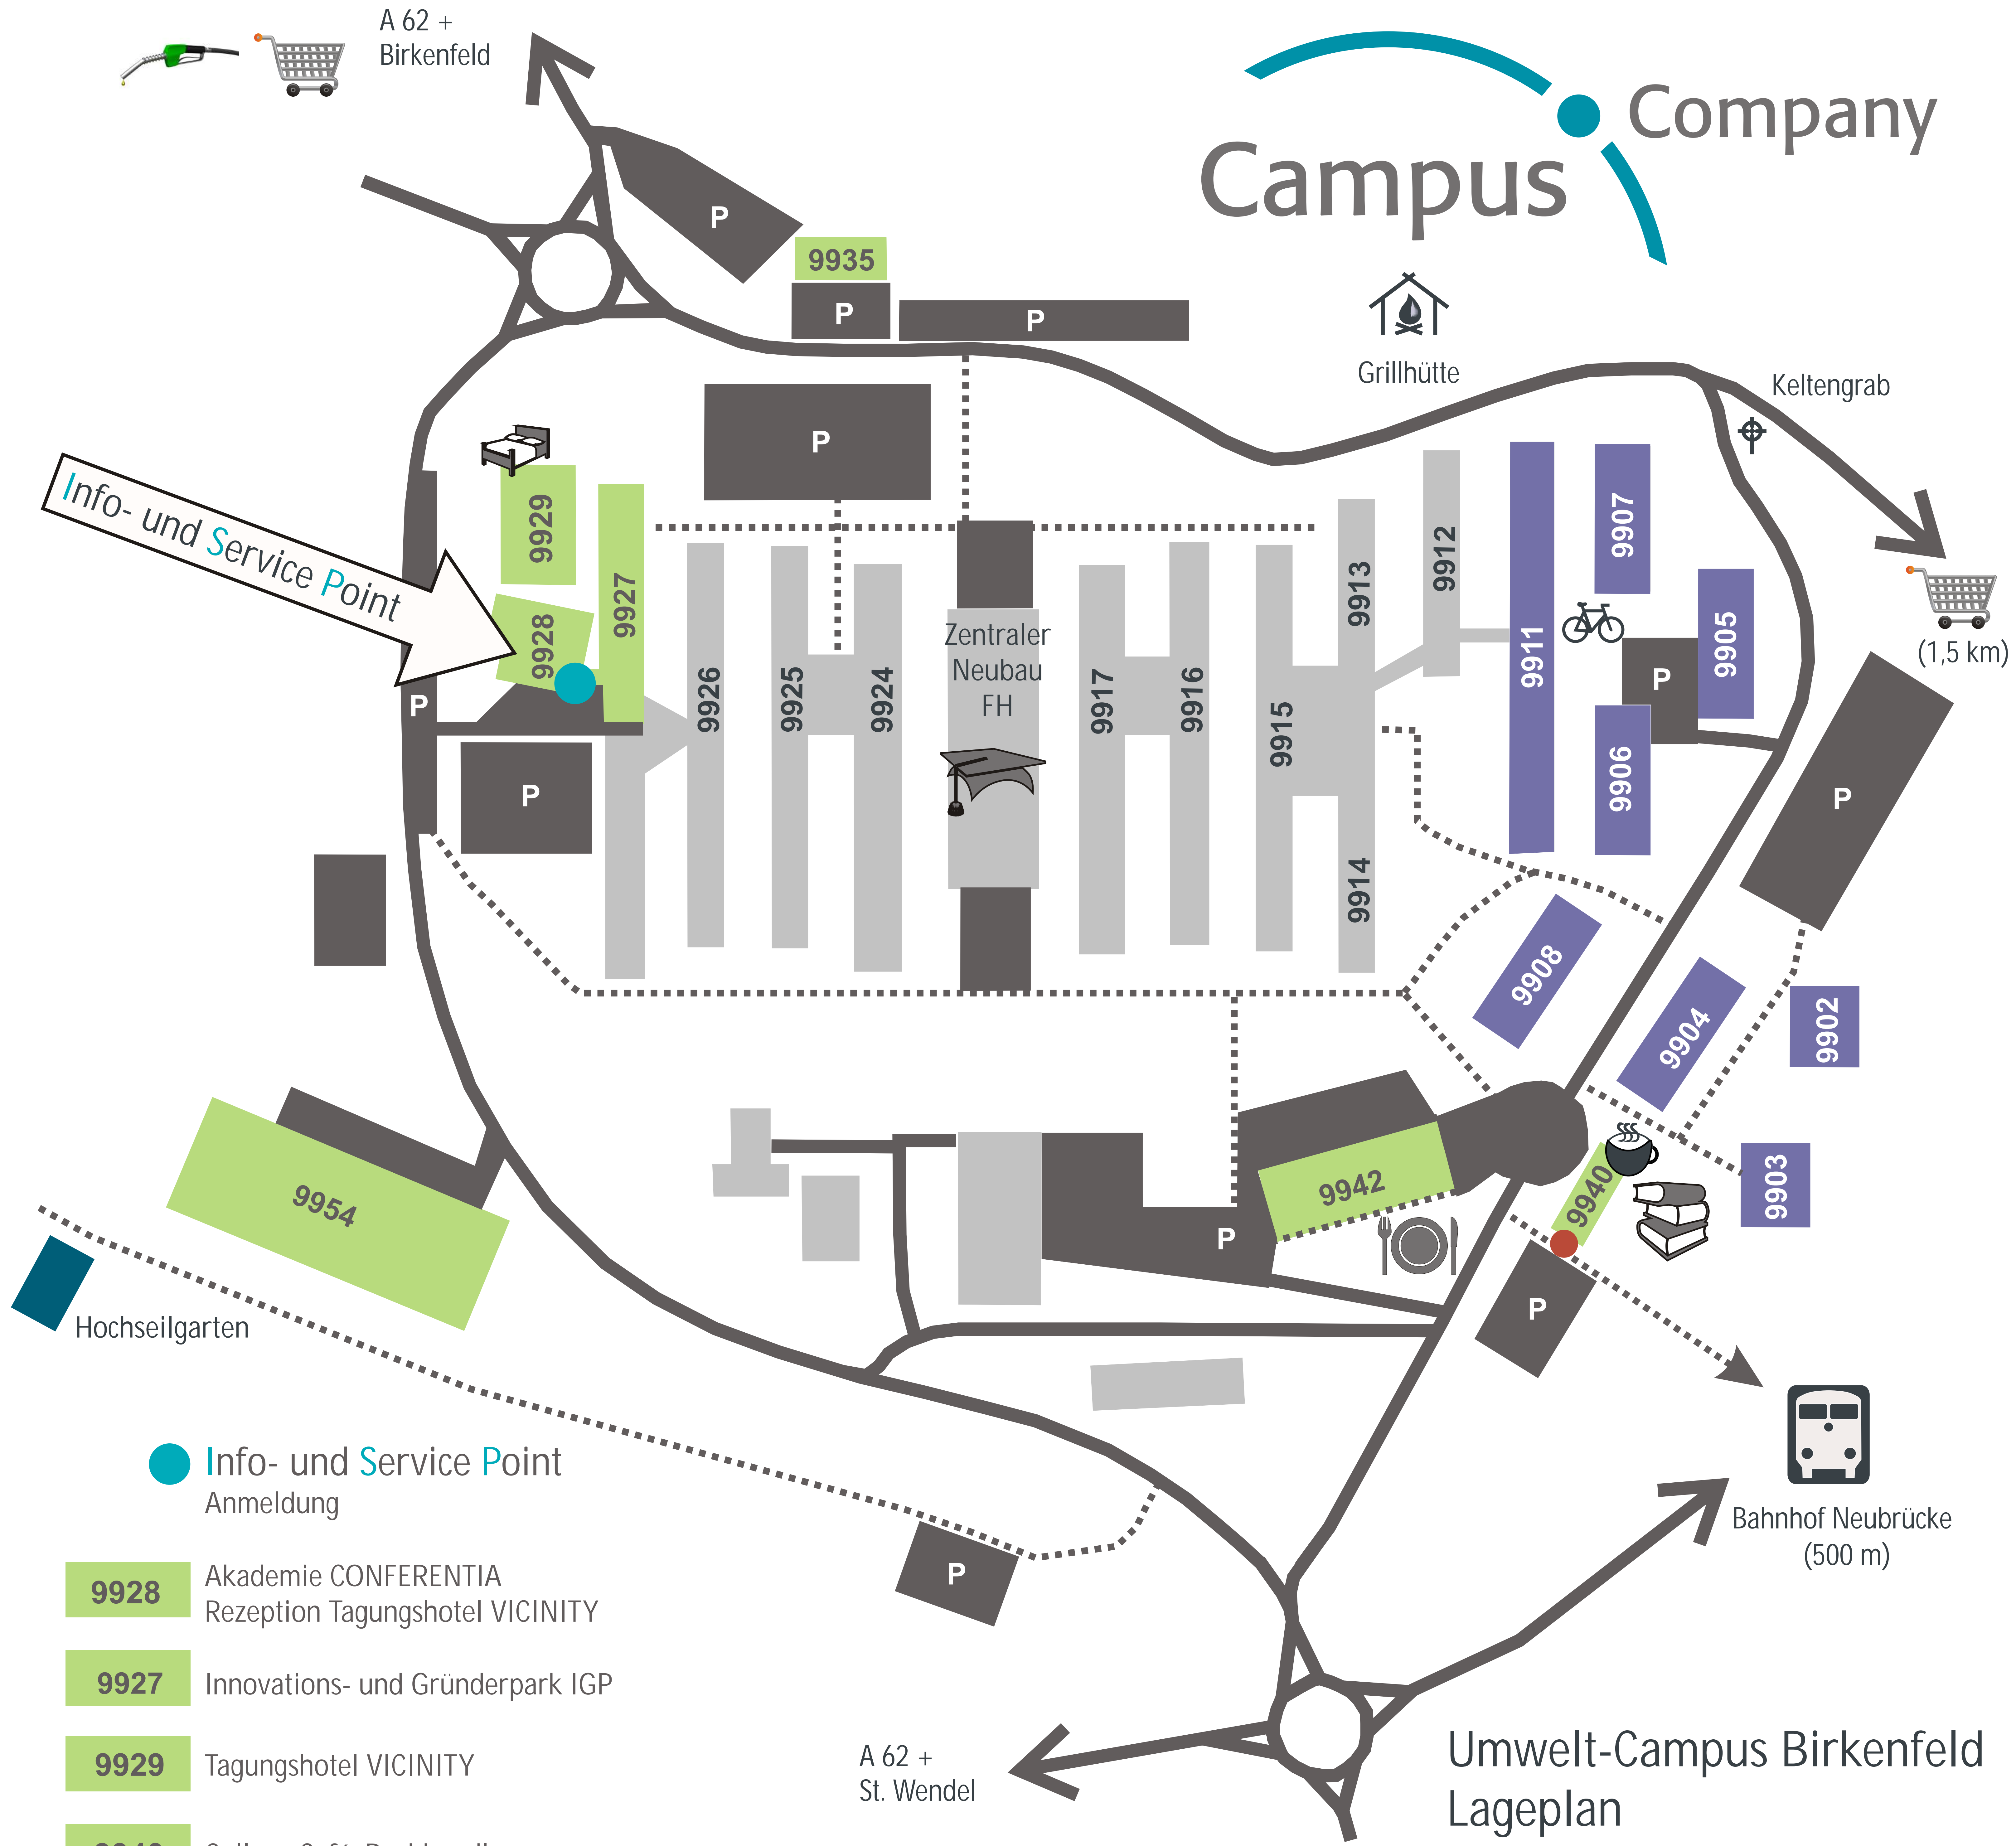 A 62 +
Birkenfeld
Campus
Company
P
9935
P
P
Grillhütte
Keltengrab
P
Info- und Service Point
9929
9928
9927
P
P
9926
9925
9924
Zentraler
Neubau
FH
9917
9916
9915
9913
9914
9912
9911
9907
9905
P
9906
(1,5 km)
P
9908
9904
9902
9903
9940
9942
P
P
9954
Hochseilgarten
Bahnhof Neubrücke
(500 m)
P
A 62 +
St. Wendel
Info- und Service Point
Anmeldung
9928 Akademie CONFERENTIA
Rezeption Tagungshotel VICINITY
9927 Innovations- und Gründerpark IGP
9929 Tagungshotel VICINITY
Umwelt-Campus Birkenfeld
Lageplan